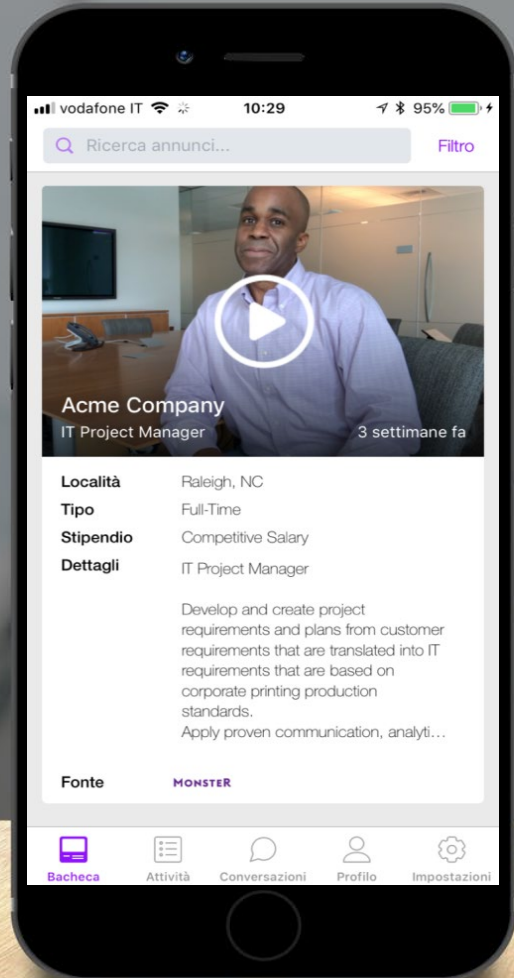 vodafone IT 10:29 95%
Ricerca annunci... Filtro
Acme Company
IT Project Manager 3 settimane fa
Località Raleigh, NC
Tipo Full-Time
Stipendio Competitive Salary
Dettagli IT Project Manager
Develop and create project
requirements and plans from customer
requirements that are translated into IT
requirements that are based on
corporate printing production
standards.
Apply proven communication, analyti...
Fonte MONSTER
Bacheca Attività Conversazioni Profilo Impostazioni